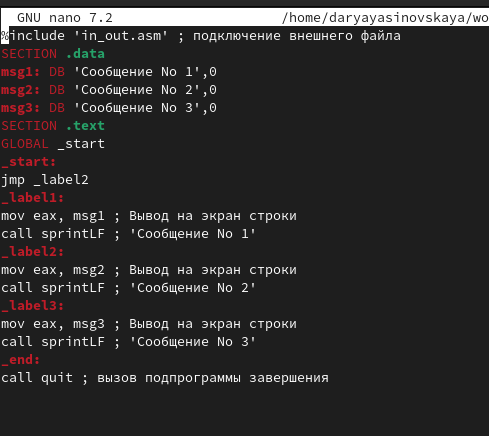 GNU nano 7.2 /home/daryayasinovskaya/wo
%include 'in_out.asm' ; подключение внешнего файла
SECTION .data
msg1: DB 'Сообщение No 1',0
msg2: DB 'Сообщение No 2',0
msg3: DB 'Сообщение No 3',0
SECTION .text
GLOBAL _start
_start:
jmp _label2
_label1:
mov eax, msg1 ; Вывод на экран строки
call sprintLF ; 'Сообщение No 1'
_label2:
mov eax, msg2 ; Вывод на экран строки
call sprintLF ; 'Сообщение No 2'
_label3:
mov eax, msg3 ; Вывод на экран строки
call sprintLF ; 'Сообщение No 3'
_end:
call quit ; вызов подпрограммы завершения